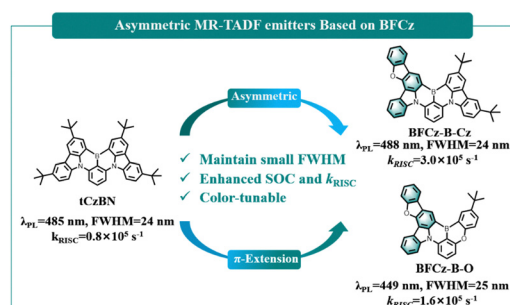 Asymmetric MR-TADF emitters Based on BFCz
Asymmetric
✓ Maintain small FWHM
✓ Enhanced SOC and kRISC
✓ Color-tunable
π-Extension
B
N
N
tCzBN
λPL=485 nm, FWHM=24 nm
kRISC=0.8×10⁵ s⁻¹
O
B
N
N
BFCz-B-Cz
λPL=488 nm, FWHM=24 nm
kRISC=3.0×10⁵ s⁻¹
O
B
N
O
BFCz-B-O
λPL=449 nm, FWHM=25 nm
kRISC=1.6×10⁵ s⁻¹